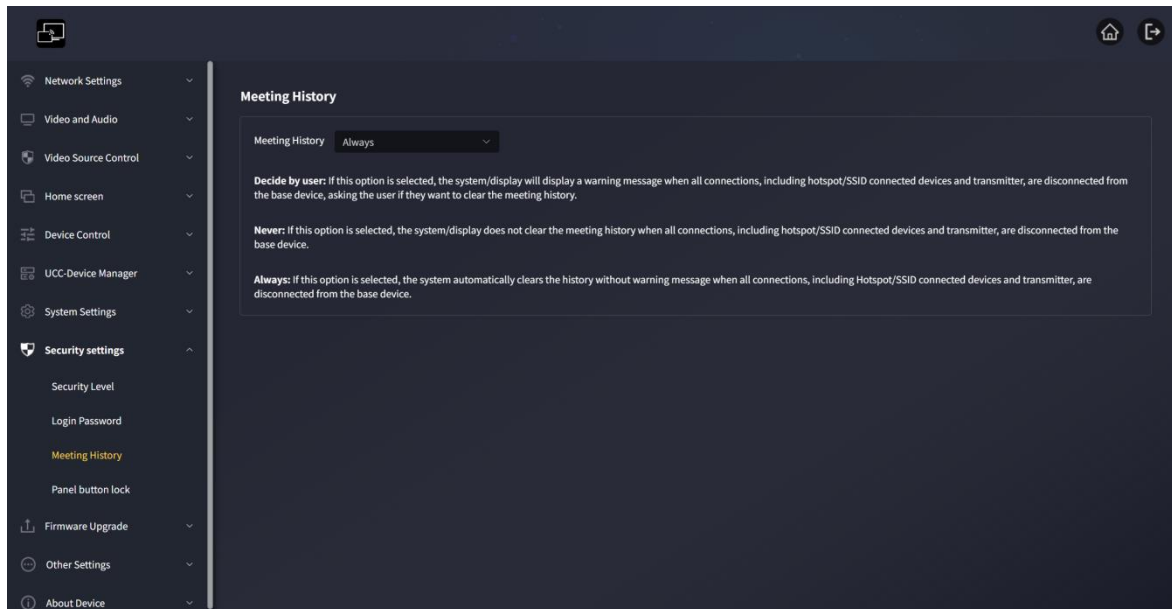 Network Settings
Video and Audio
Video Source Control
Home screen
Device Control
UCC-Device Manager
System Settings
Security settings
Security Level
Login Password
Meeting History
Panel button lock
Firmware Upgrade
Other Settings
About Device
Meeting History
Meeting History Always
Decide by user: If this option is selected, the system/display will display a warning message when all connections, including hotspot/SSID connected devices and transmitter, are disconnected from
the base device, asking the user if they want to clear the meeting history.
Never: If this option is selected, the system/display does not clear the meeting history when all connections, including hotspot/SSID connected devices and transmitter, are disconnected from the
base device.
Always: If this option is selected, the system automatically clears the history without warning message when all connections, including Hotspot/SSID connected devices and transmitter, are
disconnected from the base device.